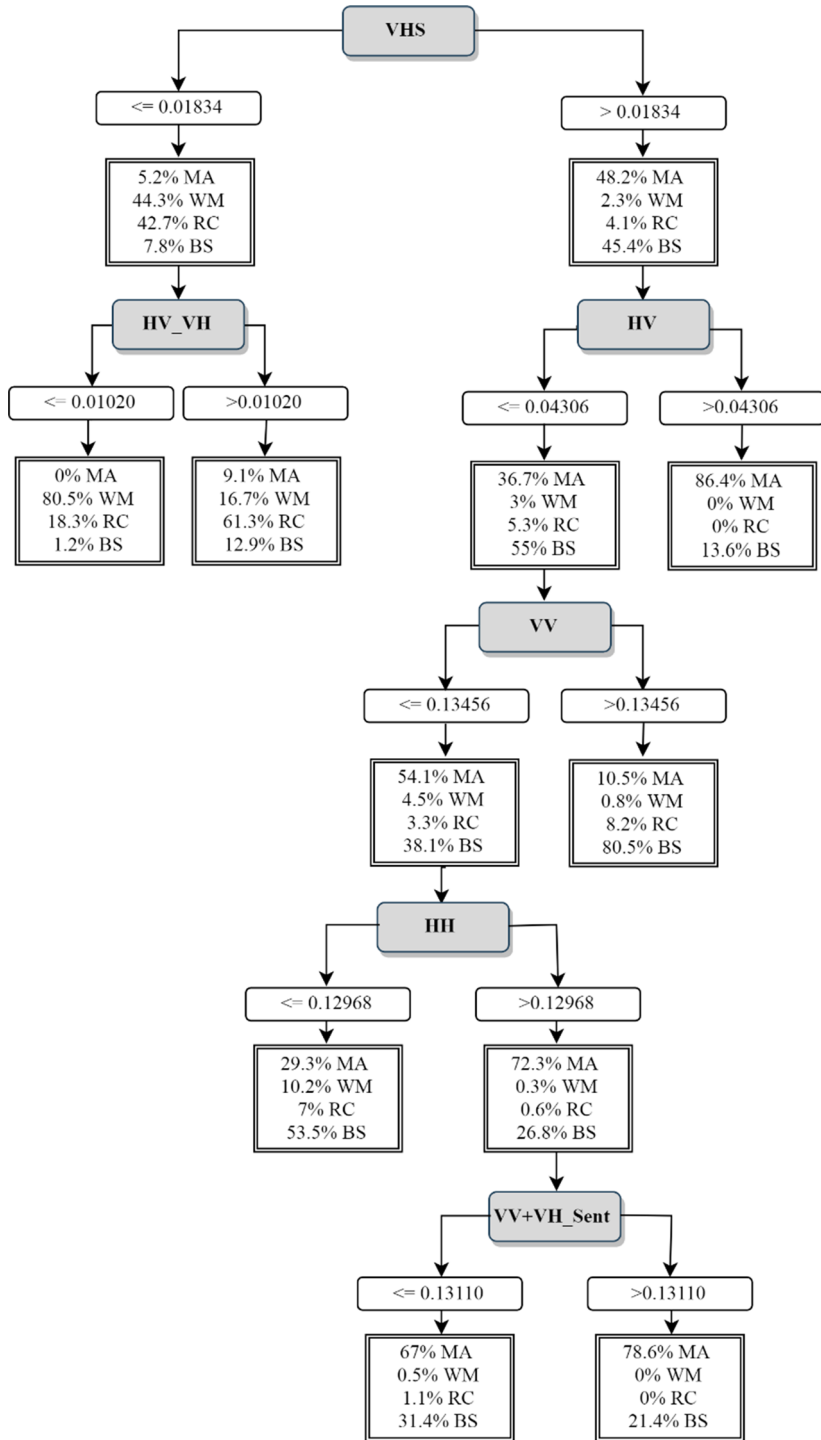 VHS
<= 0.01834
> 0.01834
5.2% MA
44.3% WM
42.7% RC
7.8% BS
48.2% MA
2.3% WM
4.1% RC
45.4% BS
HV_VH
HV
<= 0.01020
>0.01020
<= 0.04306
>0.04306
0% MA
80.5% WM
18.3% RC
1.2% BS
9.1% MA
16.7% WM
61.3% RC
12.9% BS
36.7% MA
3% WM
5.3% RC
55% BS
86.4% MA
0% WM
0% RC
13.6% BS
VV
<= 0.13456
>0.13456
54.1% MA
4.5% WM
3.3% RC
38.1% BS
10.5% MA
0.8% WM
8.2% RC
80.5% BS
HH
<= 0.12968
>0.12968
29.3% MA
10.2% WM
7% RC
53.5% BS
72.3% MA
0.3% WM
0.6% RC
26.8% BS
VV+VH_Sent
<= 0.13110
>0.13110
67% MA
0.5% WM
1.1% RC
31.4% BS
78.6% MA
0% WM
0% RC
21.4% BS